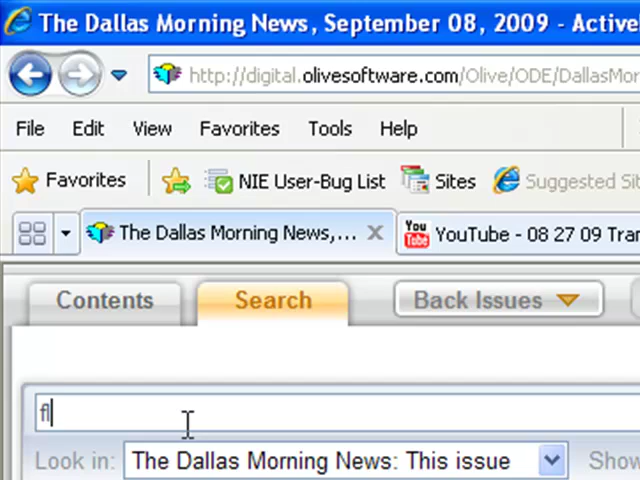 The Dallas Morning News, September 08, 2009 - Active
http://digital.olivesoftware.com/Olive/ODE/DallasMor
File Edit View Favorites Tools Help
Favorites NIE User-Bug List Sites Suggested Sit
The Dallas Morning News,... YouTube - 08 27 09 Tran
Contents Search Back Issues
fl
Look in: The Dallas Morning News: This issue Show